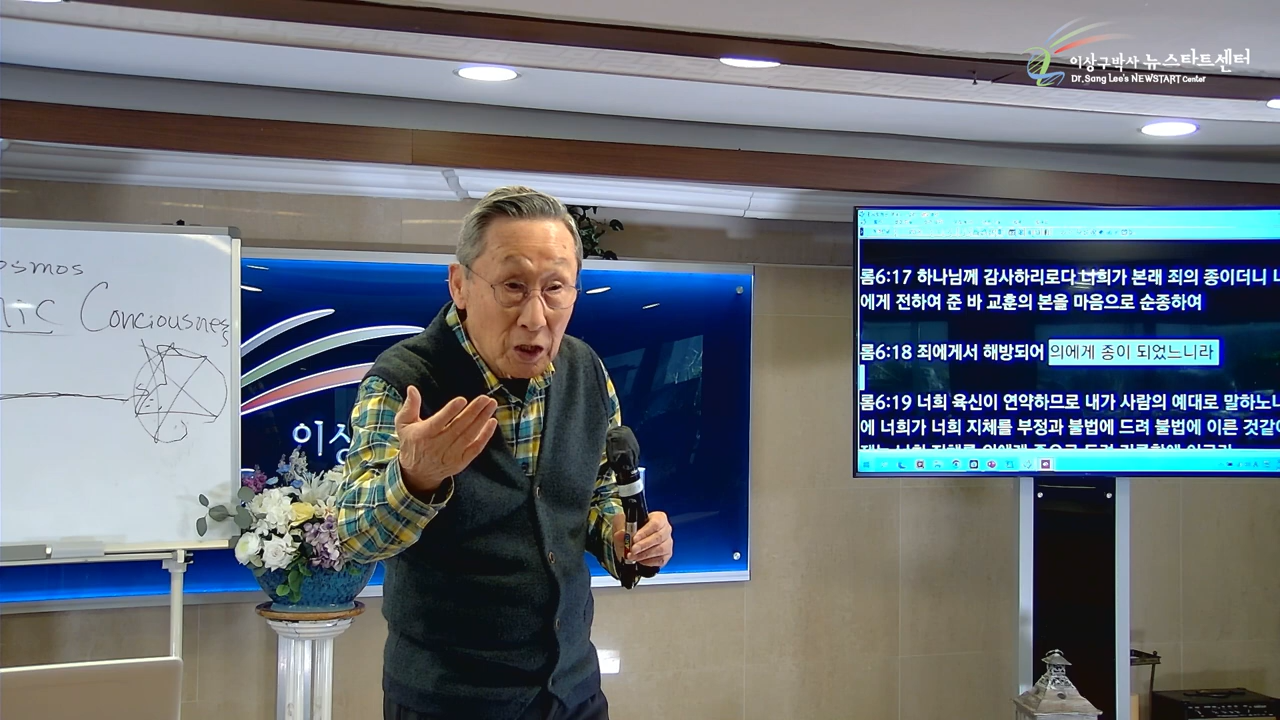 이상구박사 뉴스타트센터
Dr. Sang Lee's NEWSTART Center
osmos
lic Conciousness
이상
롬6:17 하나님께 감사하리로다 너희가 본래 죄의 종이더니
에게 전하여 준 바 교훈의 본을 마음으로 순종하여
롬6:18 죄에게서 해방되어 의에게 종이 되었느니라
롬6:19 너희 육신이 연약하므로 내가 사람의 예대로 말하노니
에 너희가 너희 지체를 부정과 불법에 드려 불법에 이른 것같이